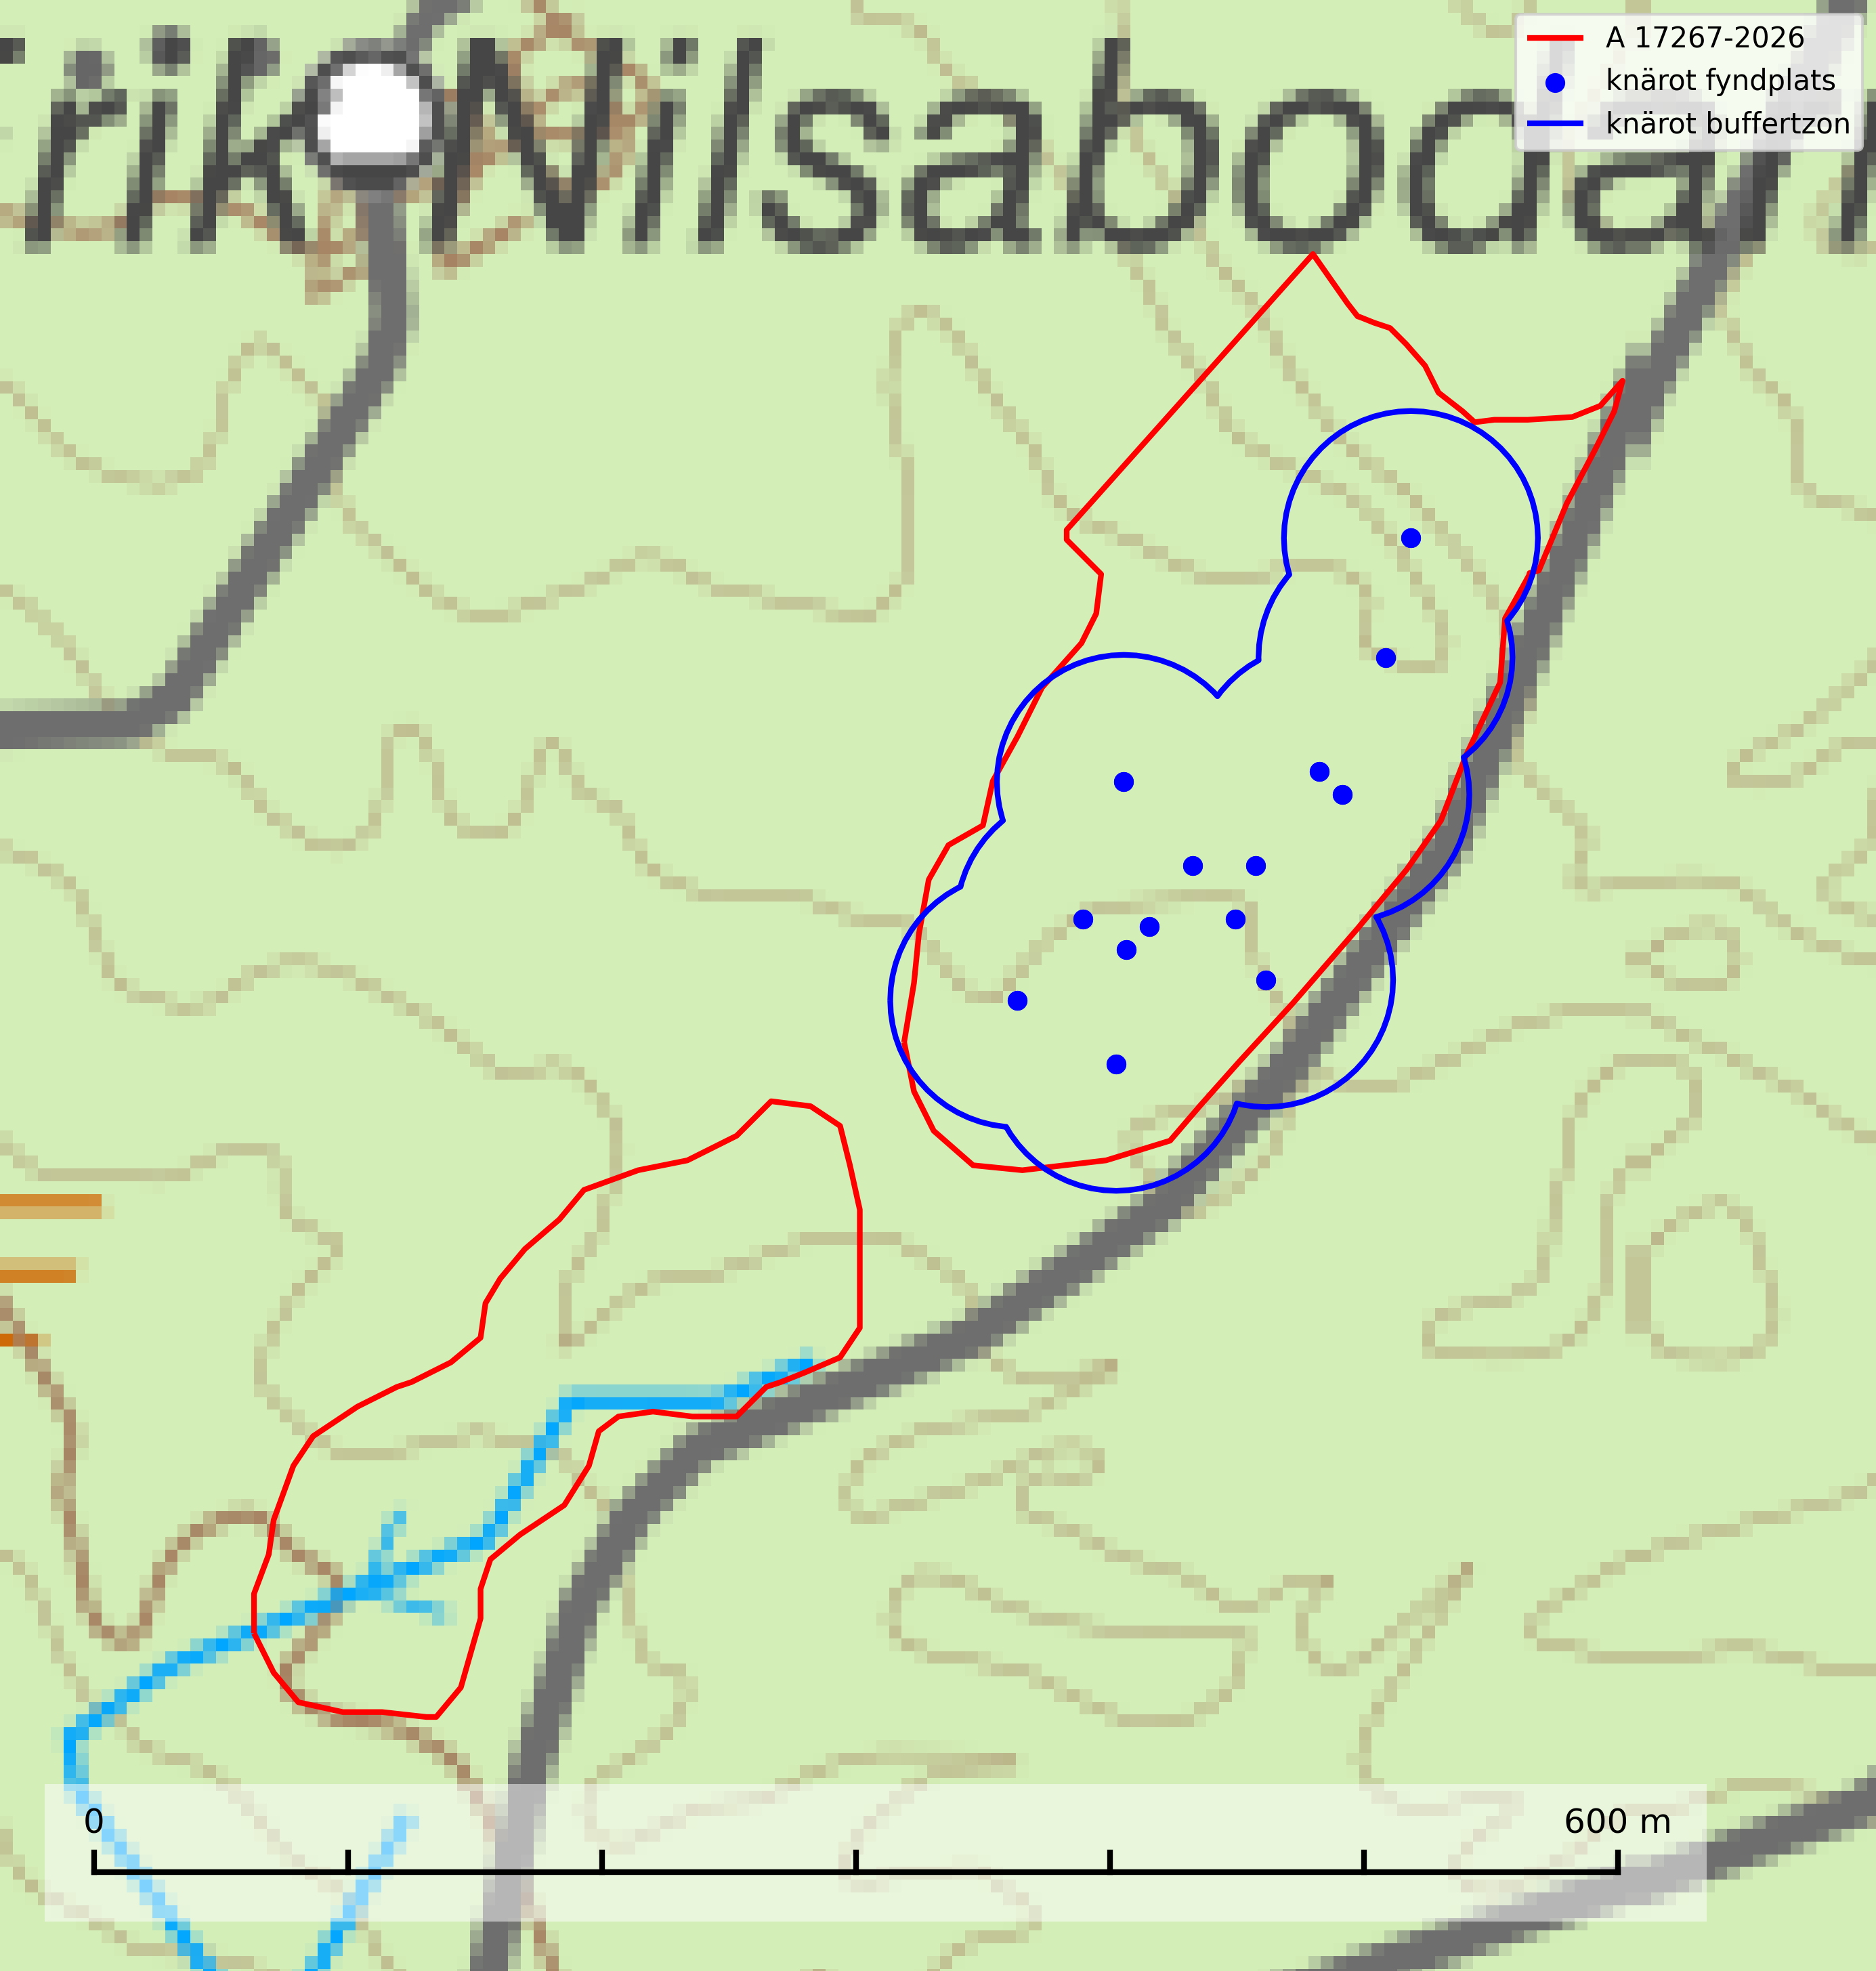 rik Nilsabodarn
A 17267-2026
knärot fyndplats
knärot buffertzon
0
600 m